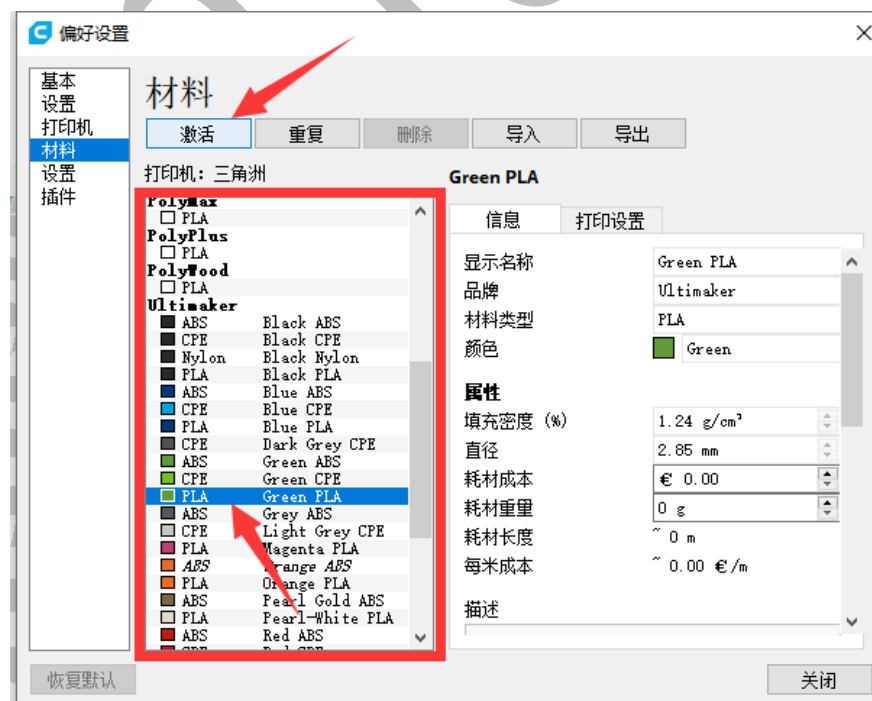 偏好设置
基本
设置
打印机
材料
设置
插件
材料
激活 重复 删除 导入 导出
打印机：三角洲
PolyMax
PLA
PolyPlus
PLA
PolyWood
PLA
Ultimaker
ABS Black ABS
CPE Black CPE
Nylon Black Nylon
PLA Black PLA
ABS Blue ABS
CPE Blue CPE
PLA Blue PLA
CPE Dark Grey CPE
ABS Green ABS
CPE Green CPE
PLA Green PLA
ABS Grey ABS
CPE Light Grey CPE
PLA Magenta PLA
ABS Orange ABS
PLA Orange PLA
ABS Pearl Gold ABS
PLA Pearl-White PLA
ABS Red ABS
CPE Red CPE
Green PLA
信息 打印设置
显示名称 Green PLA
品牌 Ultimaker
材料类型 PLA
颜色 Green
属性
填充密度 (%) 1.24 g/cm³
直径 2.85 mm
耗材成本 € 0.00
耗材重量 0 g
耗材长度 ~ 0 m
每米成本 ~ 0.00 €/m
描述
恢复默认 关闭